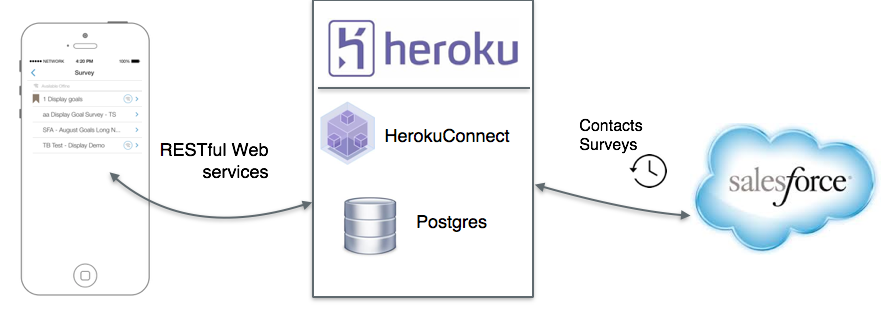 NETWORK 4:20 PM 100%
Survey
Available Offline
1 Display goals
aa Display Goal Survey - TS
SFA - August Goals Long N...
TB Test - Display Demo
RESTful Web
services
heroku
HerokuConnect
Postgres
Contacts
Surveys
salesforce